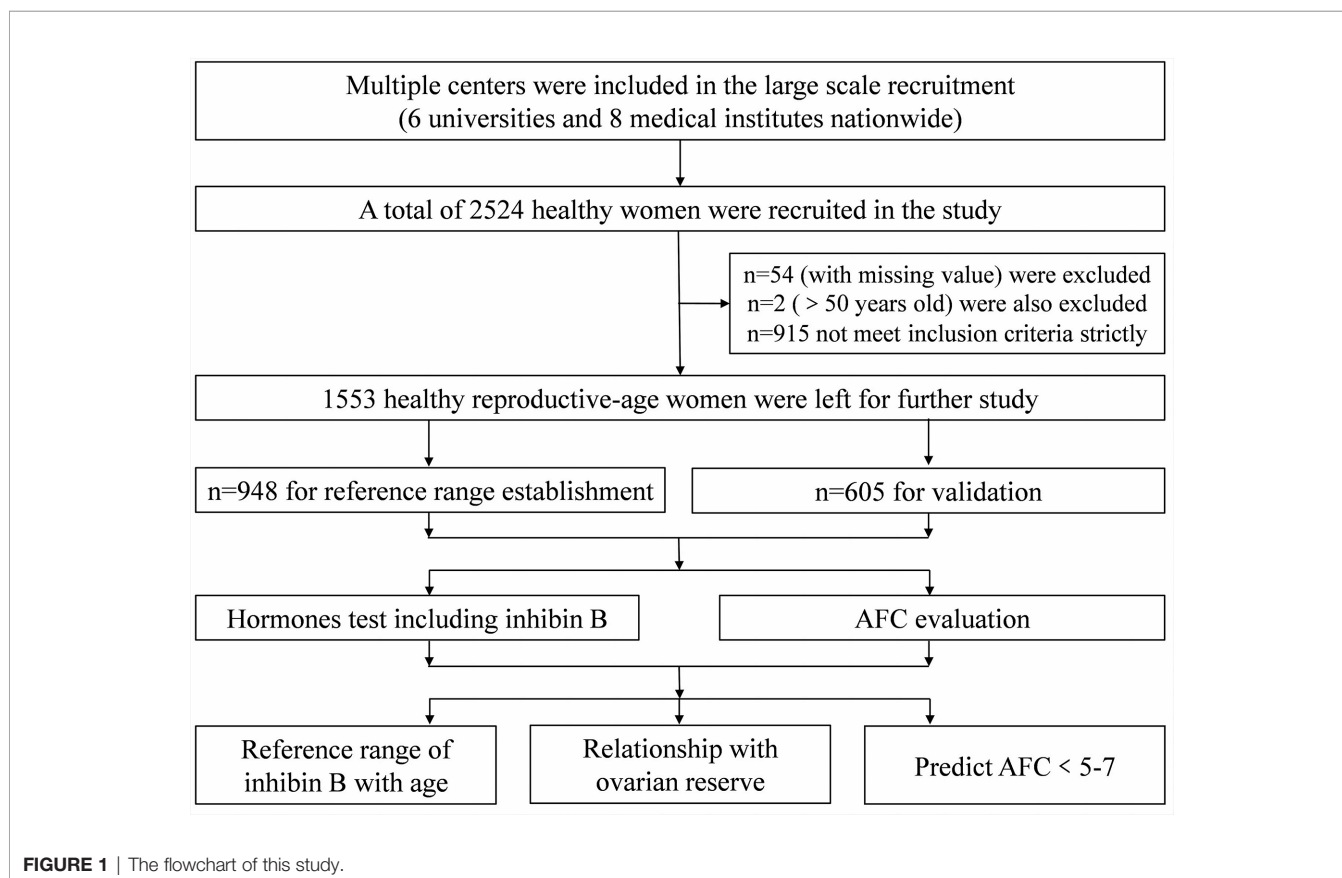 Multiple centers were included in the large scale recruitment
(6 universities and 8 medical institutes nationwide)
A total of 2524 healthy women were recruited in the study
n=54 (with missing value) were excluded
n=2 ( > 50 years old) were also excluded
n=915 not meet inclusion criteria strictly
1553 healthy reproductive-age women were left for further study
n=948 for reference range establishment
n=605 for validation
Hormones test including inhibin B
AFC evaluation
Reference range of
inhibin B with age
Relationship with
ovarian reserve
Predict AFC < 5-7
FIGURE 1 | The flowchart of this study.